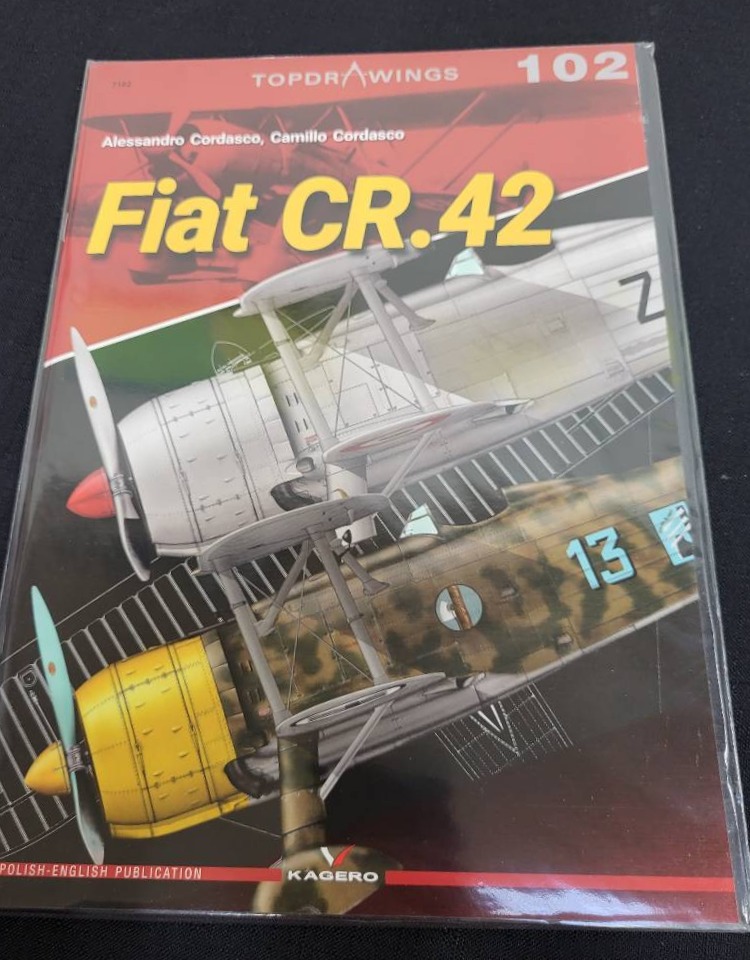 TOPDRAWINGS 102
Alessandro Cordasco, Camillo Cordasco
Fiat CR.42
Z
13
POLISH-ENGLISH PUBLICATION
KAGERO